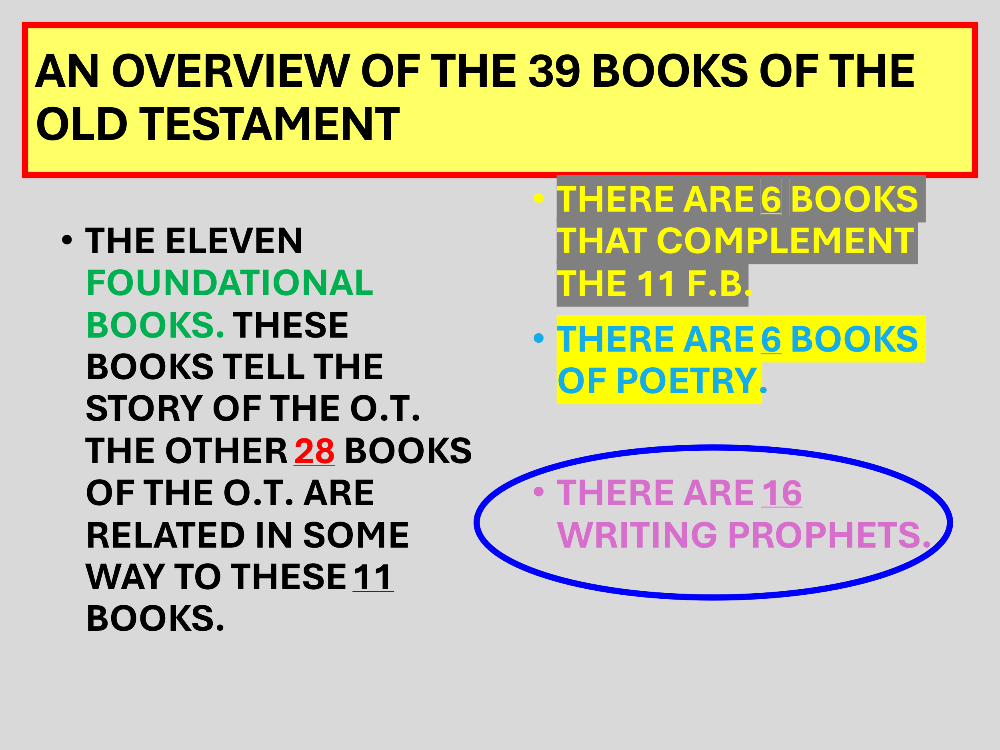 AN OVERVIEW OF THE 39 BOOKS OF THE
OLD TESTAMENT
• THE ELEVEN
FOUNDATIONAL
BOOKS. THESE
BOOKS TELL THE
STORY OF THE O.T.
THE OTHER 28 BOOKS
OF THE O.T. ARE
RELATED IN SOME
WAY TO THESE 11
BOOKS.
• THERE ARE 6 BOOKS
THAT COMPLEMENT
THE 11 F.B.
• THERE ARE 6 BOOKS
OF POETRY.
• THERE ARE 16
WRITING PROPHETS.